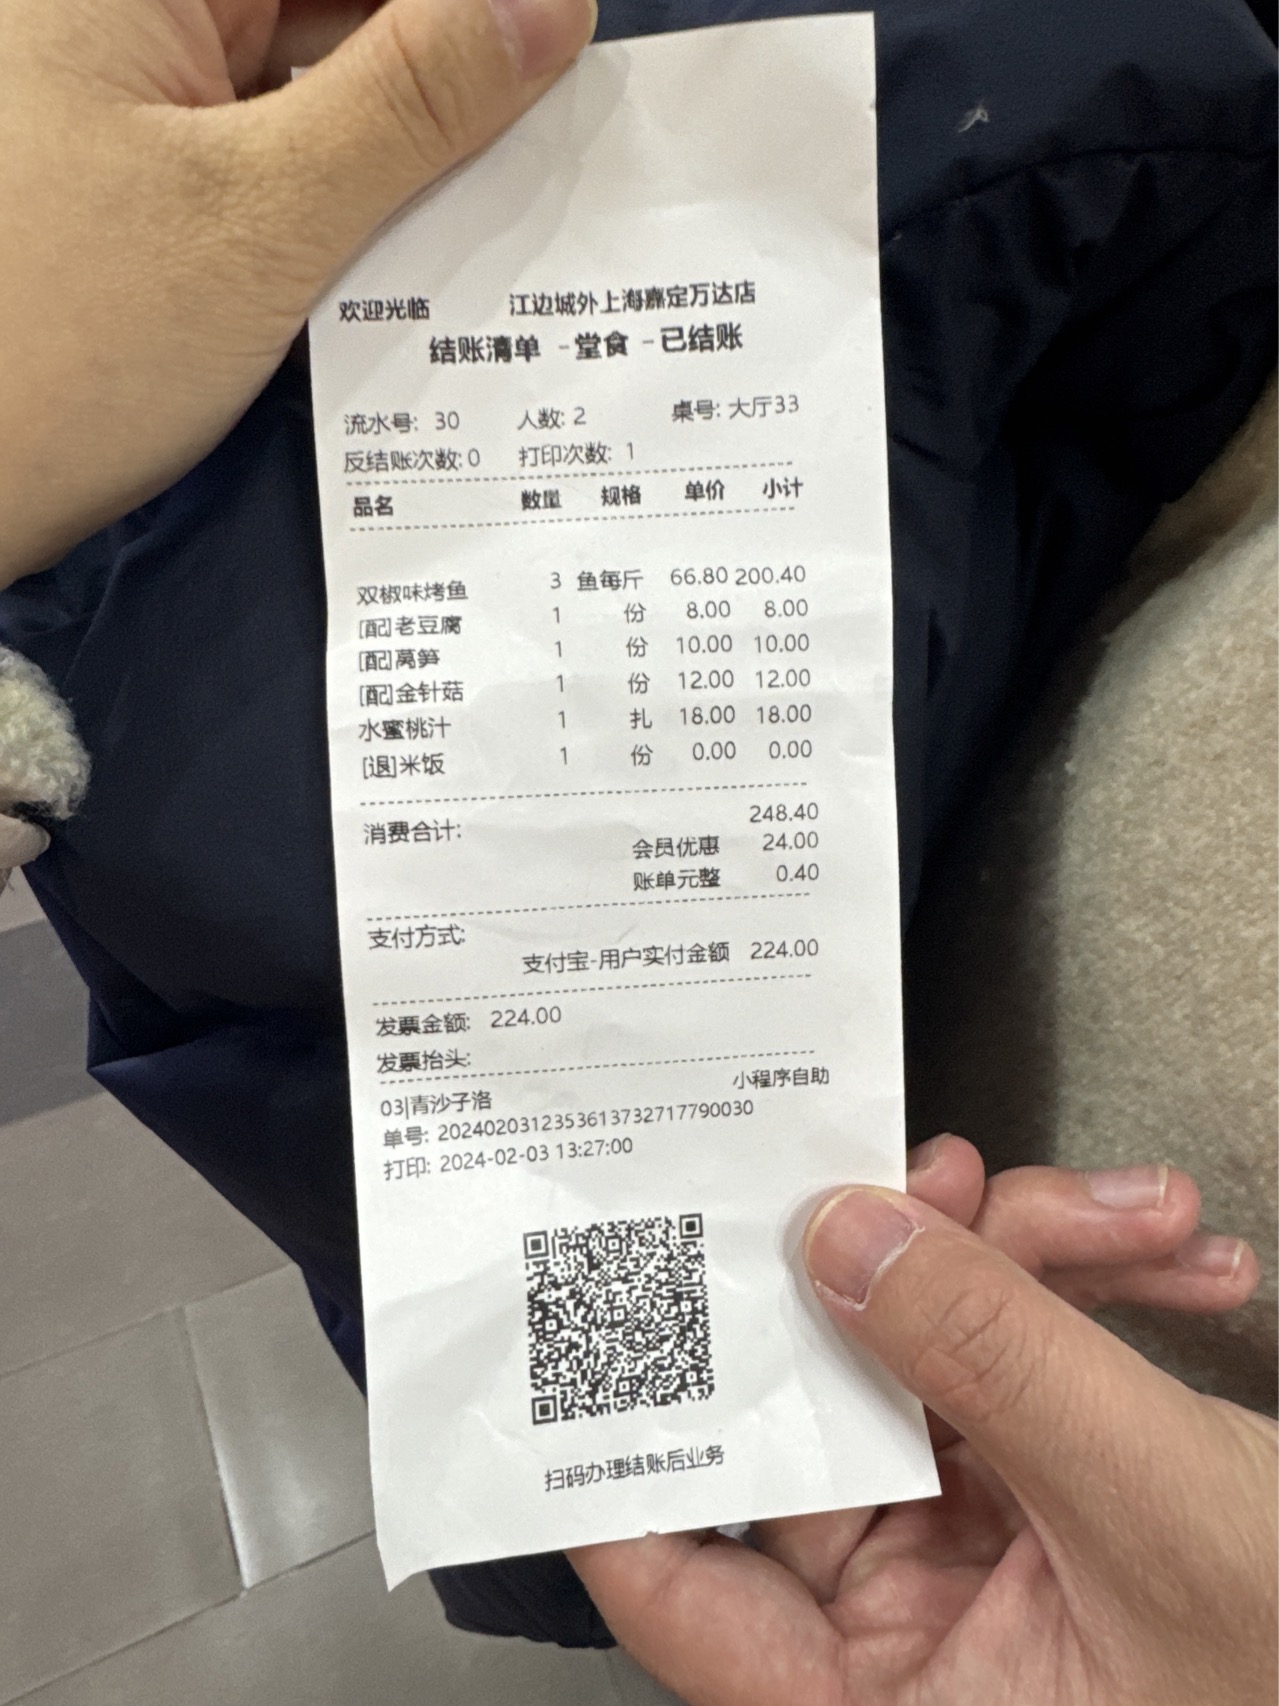 欢迎光临 江边城外上海嘉定万达店
结账清单 -堂食 -已结账
流水号: 30 人数: 2 桌号: 大厅33
反结账次数: 0 打印次数: 1
品名 数量 规格 单价 小计
双椒味烤鱼 3 鱼每斤 66.80 200.40
[配]老豆腐 1 份 8.00 8.00
[配]莴笋 1 份 10.00 10.00
[配]金针菇 1 份 12.00 12.00
水蜜桃汁 1 扎 18.00 18.00
[退]米饭 1 份 0.00 0.00
消费合计: 248.40
会员优惠 24.00
账单元整 0.40
支付方式:
支付宝-用户实付金额 224.00
发票金额: 224.00
发票抬头:
小程序自助
03|青沙子洛
单号: 2024020312353613732717790030
打印: 2024-02-03 13:27:00
扫码办理结账后业务